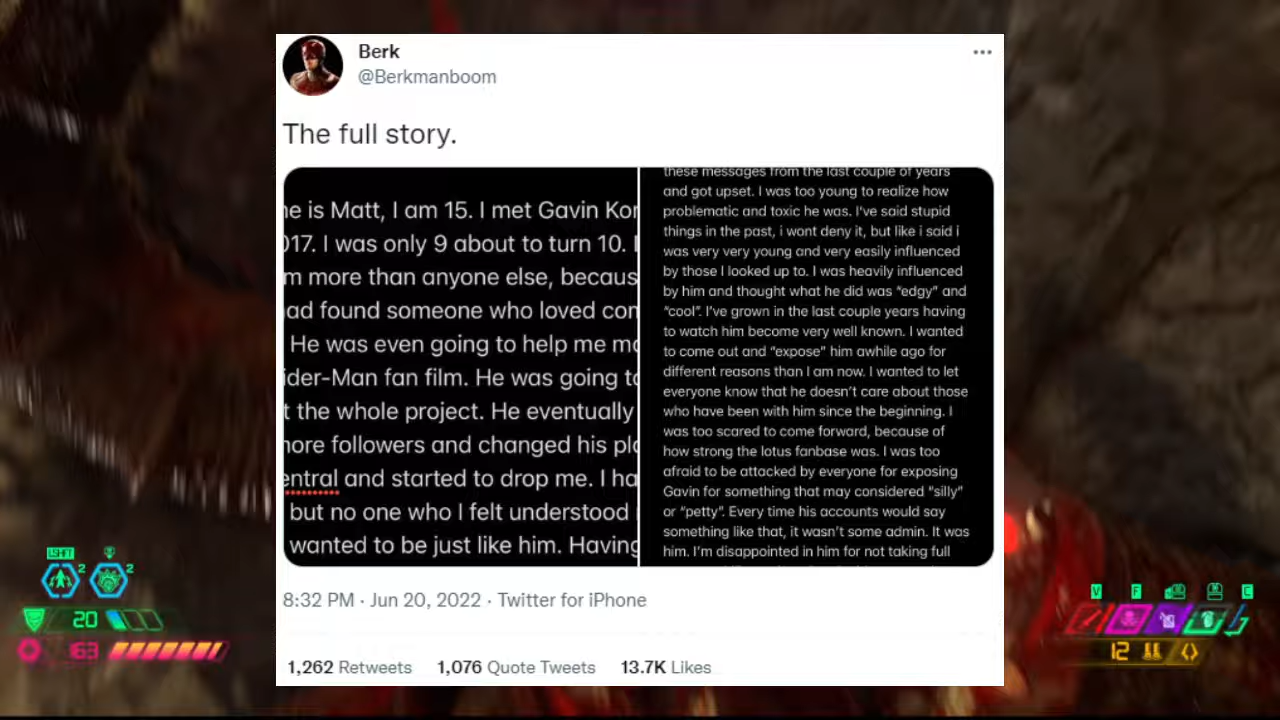 Berk
@Berkmanboom
The full story.
e is Matt, I am 15. I met Gavin Kor
017. I was only 9 about to turn 10. I
m more than anyone else, becaus
ad found someone who loved con
He was even going to help me mo
ider-Man fan film. He was going to
t the whole project. He eventually
nore followers and changed his pla
entral and started to drop me. I ha
but no one who I felt understood
wanted to be just like him. Having
these messages from the last couple of years
and got upset. I was too young to realize how
problematic and toxic he was. I've said stupid
things in the past, i wont deny it, but like i said i
was very very young and very easily influenced
by those I looked up to. I was heavily influenced
by him and thought what he did was “edgy” and
“cool”. I've grown in the last couple years having
to watch him become very well known. I wanted
to come out and “expose” him awhile ago for
different reasons than I am now. I wanted to let
everyone know that he doesn't care about those
who have been with him since the beginning. I
was too scared to come forward, because of
how strong the lotus fanbase was. I was too
afraid to be attacked by everyone for exposing
Gavin for something that may considered “silly”
or “petty”. Every time his accounts would say
something like that, it wasn't some admin. It was
him. I'm disappointed in him for not taking full
8:32 PM · Jun 20, 2022 · Twitter for iPhone
1,262 Retweets 1,076 Quote Tweets 13.7K Likes
LSHFT
2 2
20
163
V F C
12